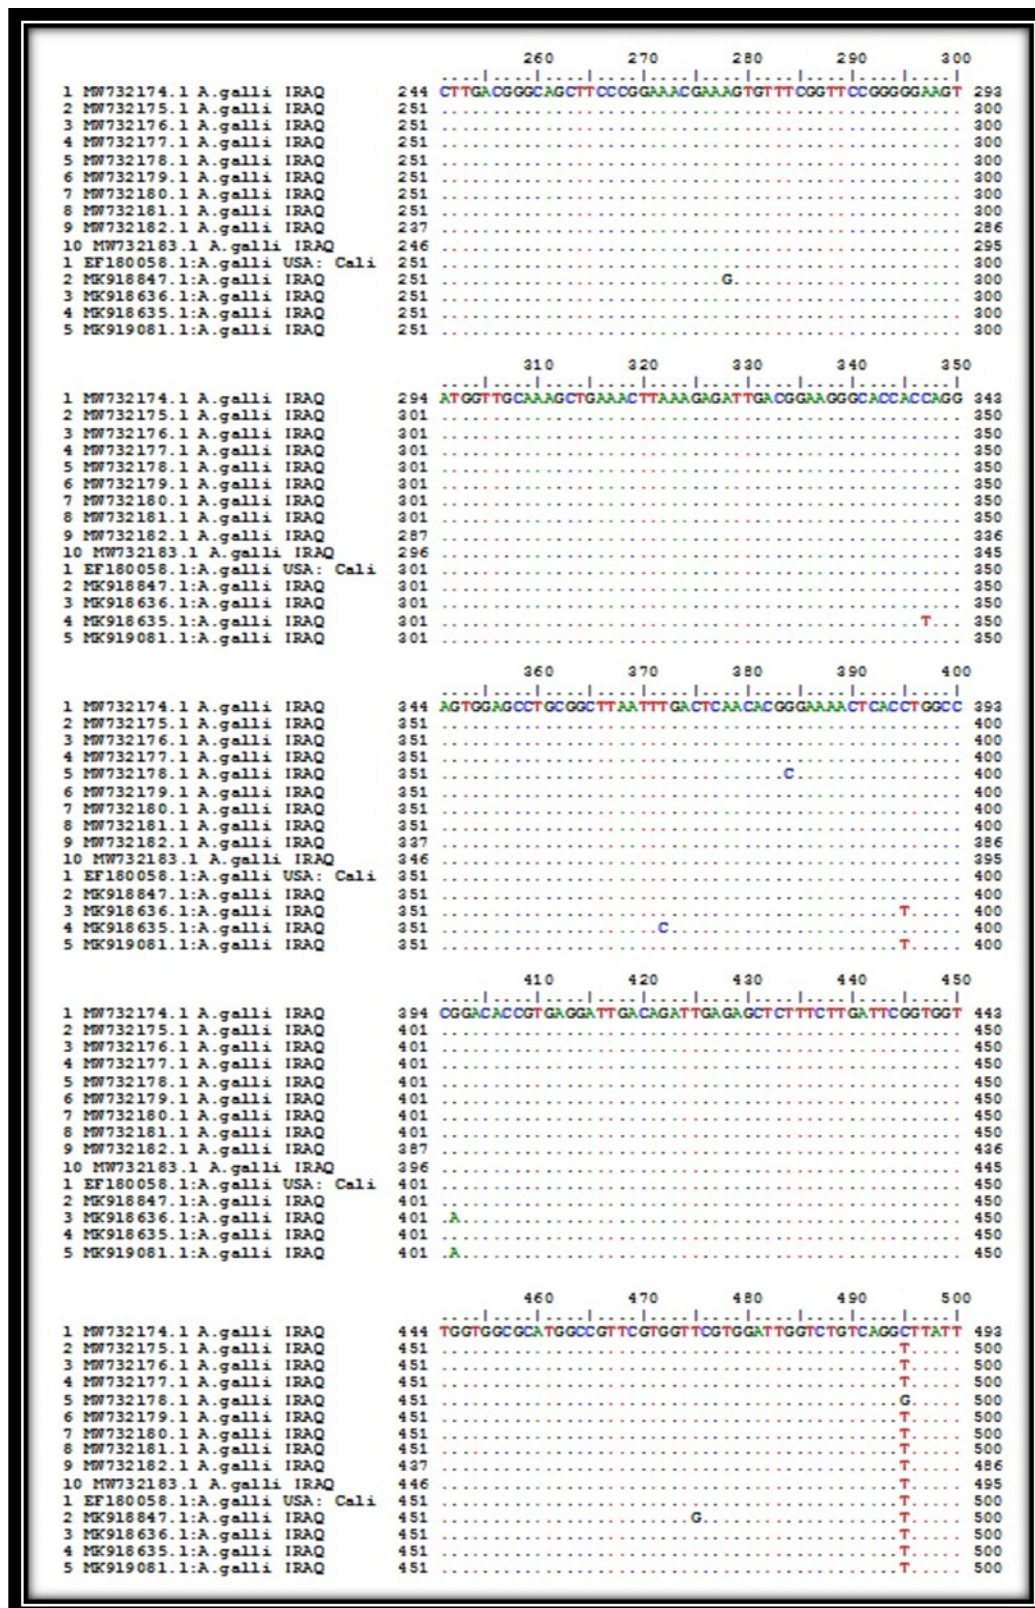 260 270 280 290 300
....|....|....|....|....|....|....|....|....|....|
1 MW732174.1 A.galli IRAQ 244 CTTGACGGGCAGCTTCCCGGAAACGAAAGTGTTTCGGTTCCGGGGGAAGT 293
2 MW732175.1 A.galli IRAQ 251 .................................................. 300
3 MW732176.1 A.galli IRAQ 251 .................................................. 300
4 MW732177.1 A.galli IRAQ 251 .................................................. 300
5 MW732178.1 A.galli IRAQ 251 .................................................. 300
6 MW732179.1 A.galli IRAQ 251 .................................................. 300
7 MW732180.1 A.galli IRAQ 251 .................................................. 300
8 MW732181.1 A.galli IRAQ 251 .................................................. 300
9 MW732182.1 A.galli IRAQ 237 .................................................. 286
10 MW732183.1 A.galli IRAQ 246 .................................................. 295
1 EF180058.1:A.galli USA: Cali 251 .................................................. 300
2 MK918847.1:A.galli IRAQ 251 ...........................G...................... 300
3 MK918636.1:A.galli IRAQ 251 .................................................. 300
4 MK918635.1:A.galli IRAQ 251 .................................................. 300
5 MK919081.1:A.galli IRAQ 251 .................................................. 300
310 320 330 340 350
....|....|....|....|....|....|....|....|....|....|
1 MW732174.1 A.galli IRAQ 294 ATGGTTGCAAAGCTGAAACTTAAAGAGATTGACGGAAGGGCACCACCAGG 343
2 MW732175.1 A.galli IRAQ 301 .................................................. 350
3 MW732176.1 A.galli IRAQ 301 .................................................. 350
4 MW732177.1 A.galli IRAQ 301 .................................................. 350
5 MW732178.1 A.galli IRAQ 301 .................................................. 350
6 MW732179.1 A.galli IRAQ 301 .................................................. 350
7 MW732180.1 A.galli IRAQ 301 .................................................. 350
8 MW732181.1 A.galli IRAQ 301 .................................................. 350
9 MW732182.1 A.galli IRAQ 287 .................................................. 336
10 MW732183.1 A.galli IRAQ 296 .................................................. 345
1 EF180058.1:A.galli USA: Cali 301 .................................................. 350
2 MK918847.1:A.galli IRAQ 301 .................................................. 350
3 MK918636.1:A.galli IRAQ 301 .................................................. 350
4 MK918635.1:A.galli IRAQ 301 ..............................................T... 350
5 MK919081.1:A.galli IRAQ 301 .................................................. 350
360 370 380 390 400
....|....|....|....|....|....|....|....|....|....|
1 MW732174.1 A.galli IRAQ 344 AGTGGAGCCTGCGGCTTAATTTGACTCAACACGGGAAAACTCACCTGGCC 393
2 MW732175.1 A.galli IRAQ 351 .................................................. 400
3 MW732176.1 A.galli IRAQ 351 .................................................. 400
4 MW732177.1 A.galli IRAQ 351 .................................................. 400
5 MW732178.1 A.galli IRAQ 351 .................................C................ 400
6 MW732179.1 A.galli IRAQ 351 .................................................. 400
7 MW732180.1 A.galli IRAQ 351 .................................................. 400
8 MW732181.1 A.galli IRAQ 351 .................................................. 400
9 MW732182.1 A.galli IRAQ 337 .................................................. 386
10 MW732183.1 A.galli IRAQ 346 .................................................. 395
1 EF180058.1:A.galli USA: Cali 351 .................................................. 400
2 MK918847.1:A.galli IRAQ 351 .................................................. 400
3 MK918636.1:A.galli IRAQ 351 ............................................T..... 400
4 MK918635.1:A.galli IRAQ 351 .....................C............................ 400
5 MK919081.1:A.galli IRAQ 351 ............................................T..... 400
410 420 430 440 450
....|....|....|....|....|....|....|....|....|....|
1 MW732174.1 A.galli IRAQ 394 CGGACACCGTGAGGATTGACAGATTGAGAGCTCTTTCTTGATTCGGTGGT 443
2 MW732175.1 A.galli IRAQ 401 .................................................. 450
3 MW732176.1 A.galli IRAQ 401 .................................................. 450
4 MW732177.1 A.galli IRAQ 401 .................................................. 450
5 MW732178.1 A.galli IRAQ 401 .................................................. 450
6 MW732179.1 A.galli IRAQ 401 .................................................. 450
7 MW732180.1 A.galli IRAQ 401 .................................................. 450
8 MW732181.1 A.galli IRAQ 401 .................................................. 450
9 MW732182.1 A.galli IRAQ 387 .................................................. 436
10 MW732183.1 A.galli IRAQ 396 .................................................. 445
1 EF180058.1:A.galli USA: Cali 401 .................................................. 450
2 MK918847.1:A.galli IRAQ 401 .................................................. 450
3 MK918636.1:A.galli IRAQ 401 .A................................................ 450
4 MK918635.1:A.galli IRAQ 401 .................................................. 450
5 MK919081.1:A.galli IRAQ 401 .A................................................ 450
460 470 480 490 500
....|....|....|....|....|....|....|....|....|....|
1 MW732174.1 A.galli IRAQ 444 TGGTGGCGCATGGCCGTTCGTGGTTCGTGGATTGGTCTGTCAGGCTTATT 493
2 MW732175.1 A.galli IRAQ 451 ............................................T..... 500
3 MW732176.1 A.galli IRAQ 451 ............................................T..... 500
4 MW732177.1 A.galli IRAQ 451 ............................................T..... 500
5 MW732178.1 A.galli IRAQ 451 ............................................G..... 500
6 MW732179.1 A.galli IRAQ 451 ............................................T..... 500
7 MW732180.1 A.galli IRAQ 451 ............................................T..... 500
8 MW732181.1 A.galli IRAQ 451 ............................................T..... 500
9 MW732182.1 A.galli IRAQ 437 ............................................T..... 486
10 MW732183.1 A.galli IRAQ 446 ............................................T..... 495
1 EF180058.1:A.galli USA: Cali 451 ............................................T..... 500
2 MK918847.1:A.galli IRAQ 451 ........................G...................T..... 500
3 MK918636.1:A.galli IRAQ 451 ............................................T..... 500
4 MK918635.1:A.galli IRAQ 451 ............................................T..... 500
5 MK919081.1:A.galli IRAQ 451 ............................................T..... 500